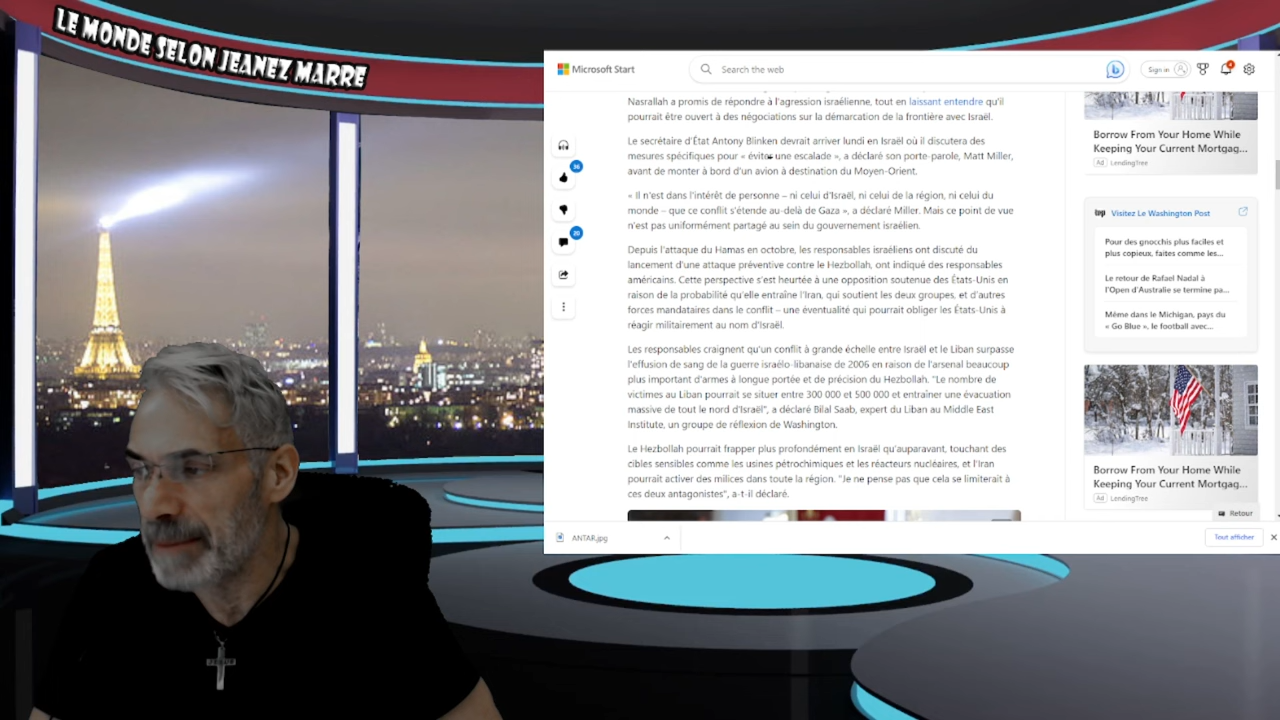 LE MONDE SELON JEANEZ MARRE
Microsoft Start
Search the web
Sign in
4
Nasrallah a promis de répondre à l'agression israélienne, tout en laissant entendre qu'il
pourrait être ouvert à des négociations sur la démarcation de la frontière avec Israël.
Le secrétaire d'État Antony Blinken devrait arriver lundi en Israël où il discutera des
mesures spécifiques pour « éviter une escalade », a déclaré son porte-parole, Matt Miller,
avant de monter à bord d'un avion à destination du Moyen-Orient.
« Il n'est dans l'intérêt de personne – ni celui d'Israël, ni celui de la région, ni celui du
monde – que ce conflit s'étende au-delà de Gaza », a déclaré Miller. Mais ce point de vue
n'est pas uniformément partagé au sein du gouvernement israélien.
Depuis l'attaque du Hamas en octobre, les responsables israéliens ont discuté du
lancement d'une attaque préventive contre le Hezbollah, ont indiqué des responsables
américains. Cette perspective s'est heurtée à une opposition soutenue des États-Unis en
raison de la probabilité qu'elle entraîne l'Iran, qui soutient les deux groupes, et d'autres
forces mandataires dans le conflit – une éventualité qui pourrait obliger les États-Unis à
réagir militairement au nom d'Israël.
Les responsables craignent qu'un conflit à grande échelle entre Israël et le Liban surpasse
l'effusion de sang de la guerre israélo-libanaise de 2006 en raison de l'arsenal beaucoup
plus important d'armes à longue portée et de précision du Hezbollah. "Le nombre de
victimes au Liban pourrait se situer entre 300 000 et 500 000 et entraîner une évacuation
massive de tout le nord d'Israël", a déclaré Bilal Saab, expert du Liban au Middle East
Institute, un groupe de réflexion de Washington.
Le Hezbollah pourrait frapper plus profondément en Israël qu'auparavant, touchant des
cibles sensibles comme les usines pétrochimiques et les réacteurs nucléaires, et l'Iran
pourrait activer des milices dans toute la région. "Je ne pense pas que cela se limiterait à
ces deux antagonistes", a-t-il déclaré.
36
20
Borrow From Your Home While
Keeping Your Current Mortgag...
Ad LendingTree
Visitez Le Washington Post
Pour des gnocchis plus faciles et
plus copieux, faites comme les...
Le retour de Rafael Nadal à
l'Open d'Australie se termine pa...
Même dans le Michigan, pays du
« Go Blue », le football avec...
Borrow From Your Home While
Keeping Your Current Mortgag...
Ad LendingTree
Retour
ANTAR.jpg
Tout afficher